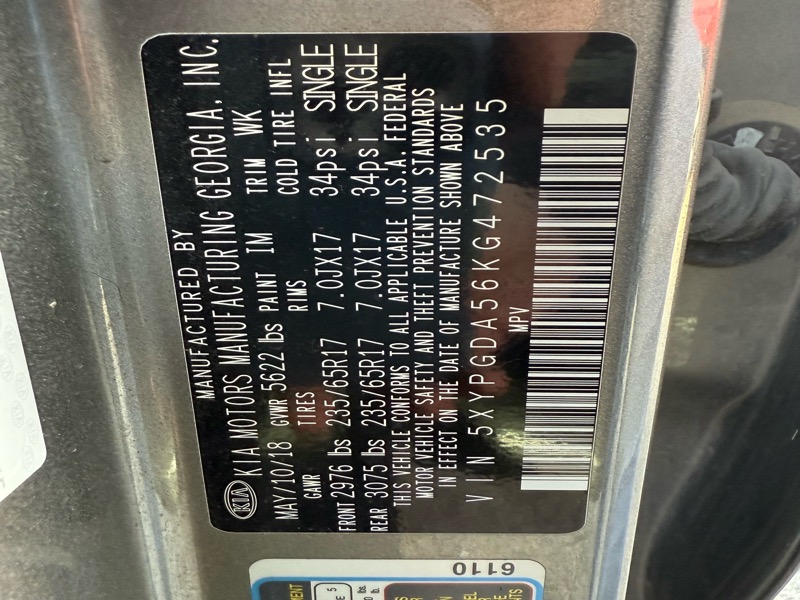 MANUFACTURED BY
KIA KIA MOTORS MANUFACTURING GEORGIA, INC.
MAY/10/18 GVWR 5622 lbs PAINT IM TRIM WK
GAWR TIRES RIMS COLD TIRE INFL
FRONT 2976 lbs 235/65R17 7.0JX17 34psi SINGLE
REAR 3075 lbs 235/65R17 7.0JX17 34psi SINGLE
THIS VEHICLE CONFORMS TO ALL APPLICABLE U.S.A. FEDERAL
MOTOR VEHICLE SAFETY AND THEFT PREVENTION STANDARDS
IN EFFECT ON THE DATE OF MANUFACTURE SHOWN ABOVE
VIN 5XYPGDA56KG472535
MPV
6110